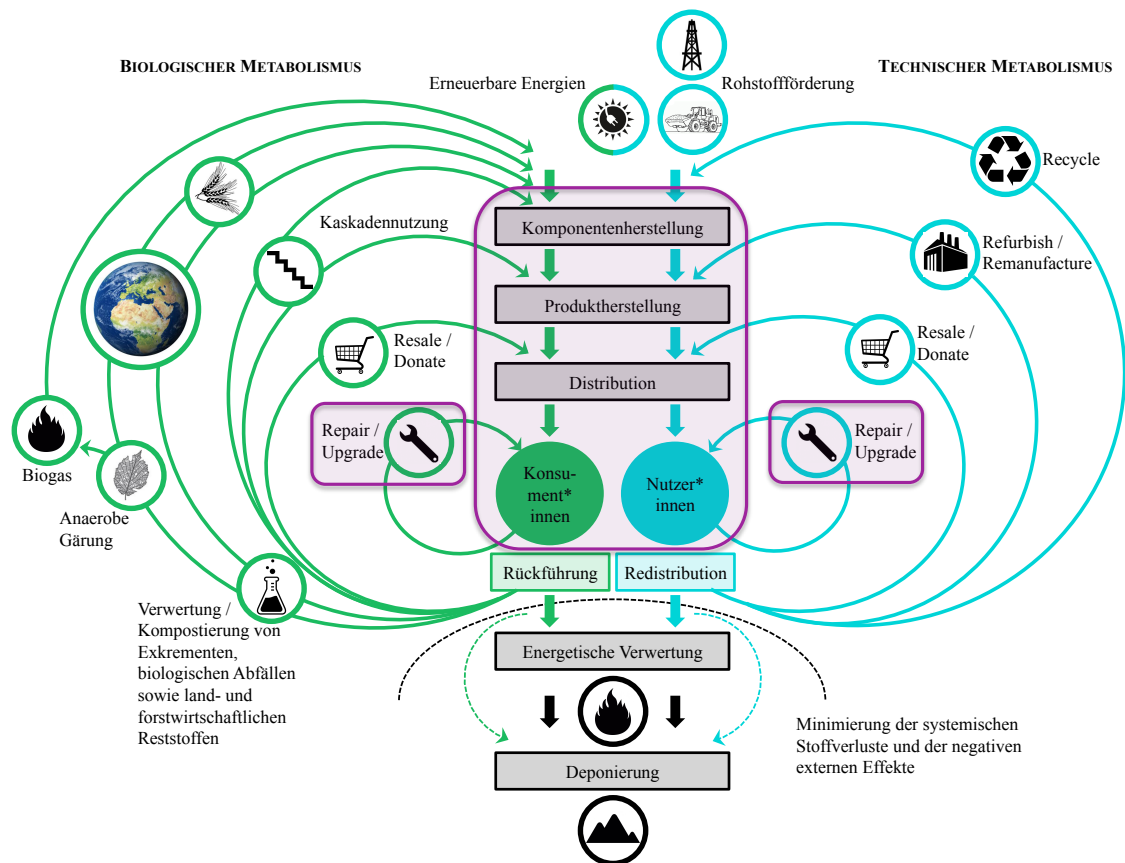 BIOLOGISCHER METABOLISMUS
TECHNISCHER METABOLISMUS
Erneuerbare Energien
Rohstoffförderung
Recycle
Kaskadennutzung
Komponentenherstellung
Refurbish /
Remanufacture
Produktherstellung
Resale /
Donate
Distribution
Resale /
Donate
Repair /
Upgrade
Konsu-
ment*
innen
Nutzer*
innen
Repair /
Upgrade
Biogas
Anaerobe
Gärung
Rückführung
Redistribution
Verwertung /
Kompostierung von
Exkrementen,
biologischen Abfällen
sowie land- und
forstwirtschaftlichen
Reststoffen
Energetische Verwertung
Minimierung der systemischen
Stoffverluste und der negativen
externen Effekte
Deponierung